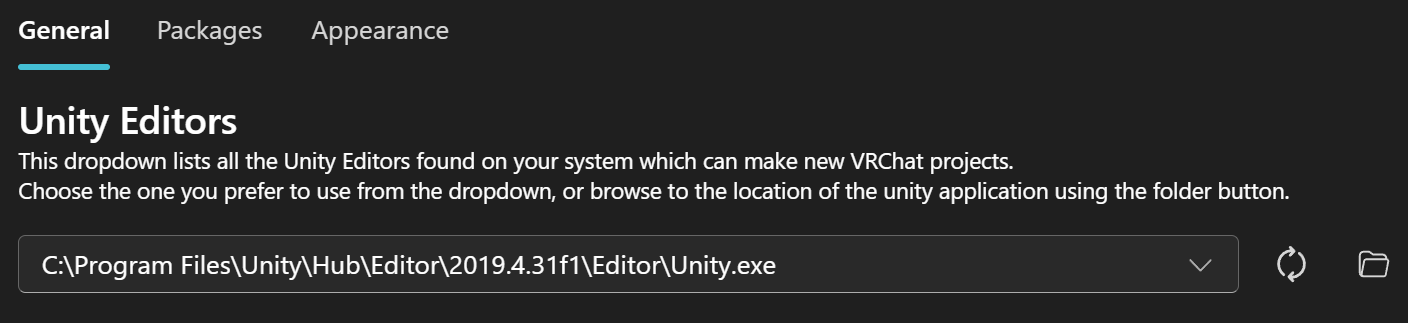 General Packages Appearance
Unity Editors
This dropdown lists all the Unity Editors found on your system which can make new VRChat projects.
Choose the one you prefer to use from the dropdown, or browse to the location of the unity application using the folder button.
C:\Program Files\Unity\Hub\Editor\2019.4.31f1\Editor\Unity.exe